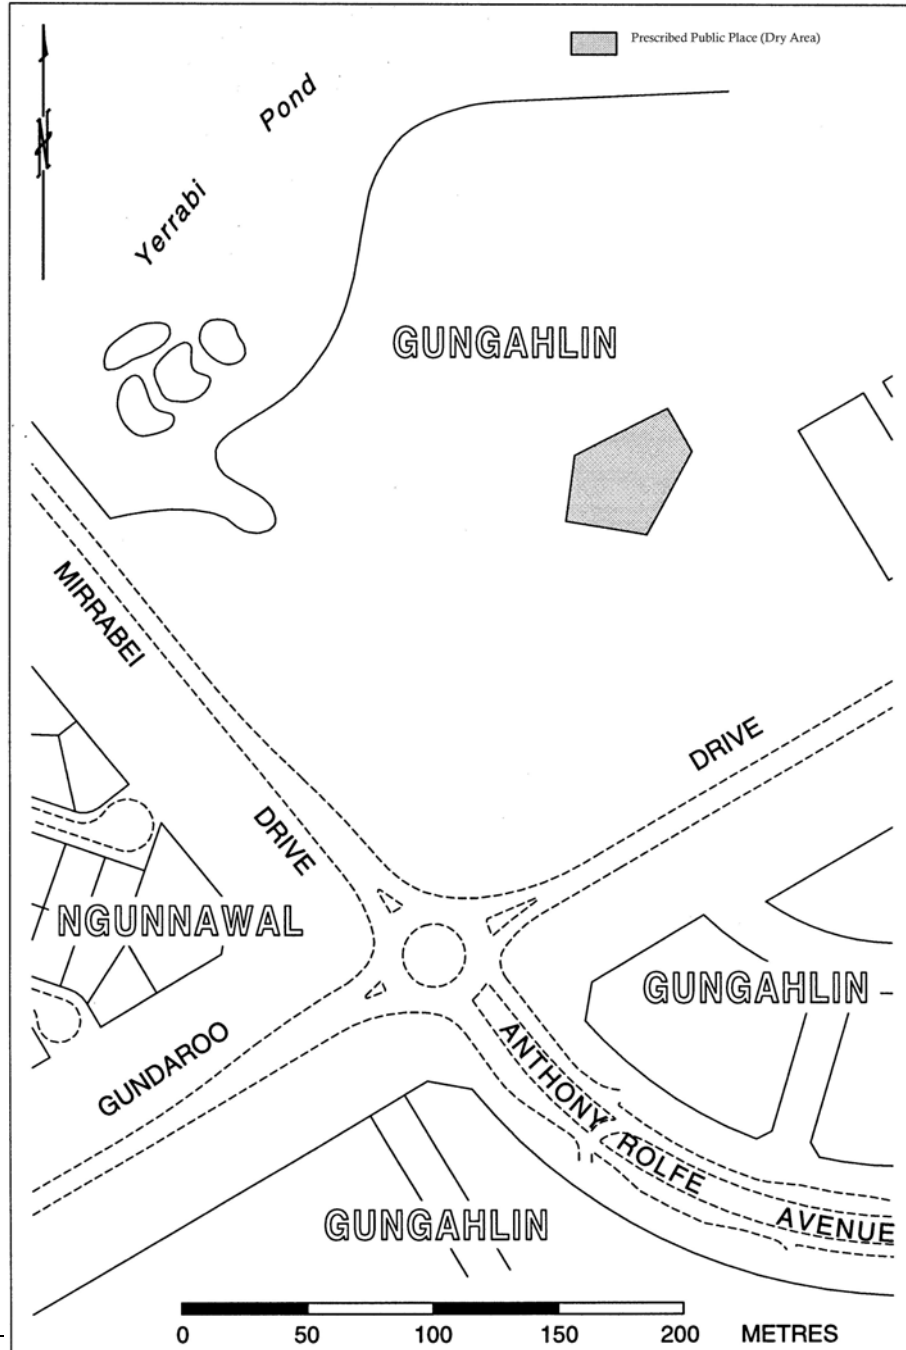 Prescribed Public Place (Dry Area)
N
Yerrabi Pond
GUNGAHLIN
MIRRABEI DRIVE
DRIVE
NGUNNAWAL
GUNDAROO
GUNGAHLIN
ANTHONY ROLFE AVENUE
GUNGAHLIN
0 50 100 150 200 METRES